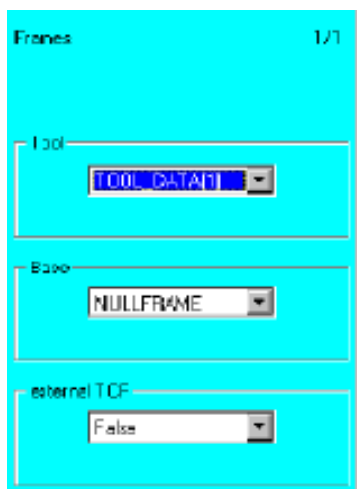 Frames 1/1
Tool
TOOL_DATA[1]
Base
NULLFRAME
external TCP
False